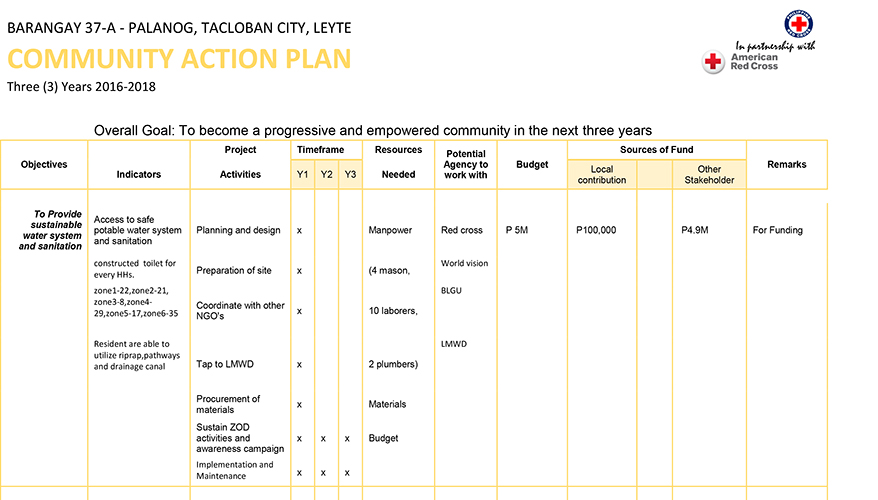 BARANGAY 37-A - PALANOG, TACLOBAN CITY, LEYTE
COMMUNITY ACTION PLAN
Three (3) Years 2016-2018
PHILIPPINE
RED CROSS
In partnership with
American
Red Cross
Overall Goal: To become a progressive and empowered community in the next three years
Objectives
Indicators
Project
Activities
Timeframe
Y1 Y2 Y3
Resources
Needed
Potential
Agency to
work with
Budget
Sources of Fund
Local
contribution
Other
Stakeholder
Remarks
To Provide
sustainable
water system
and sanitation
Access to safe
potable water system
and sanitation
Planning and design
x
Manpower
Red cross
P 5M
P100,000
P4.9M
For Funding
constructed toilet for
every HHs.
Preparation of site
x
(4 mason,
World vision
zone1-22,zone2-21,
zone3-8,zone4-
29,zone5-17,zone6-35
Coordinate with other
NGO's
x
10 laborers,
BLGU
Resident are able to
utilize riprap,pathways
and drainage canal
Tap to LMWD
x
2 plumbers)
LMWD
Procurement of
materials
x
Materials
Sustain ZOD
activities and
awareness campaign
x x x
Budget
Implementation and
Maintenance
x x x